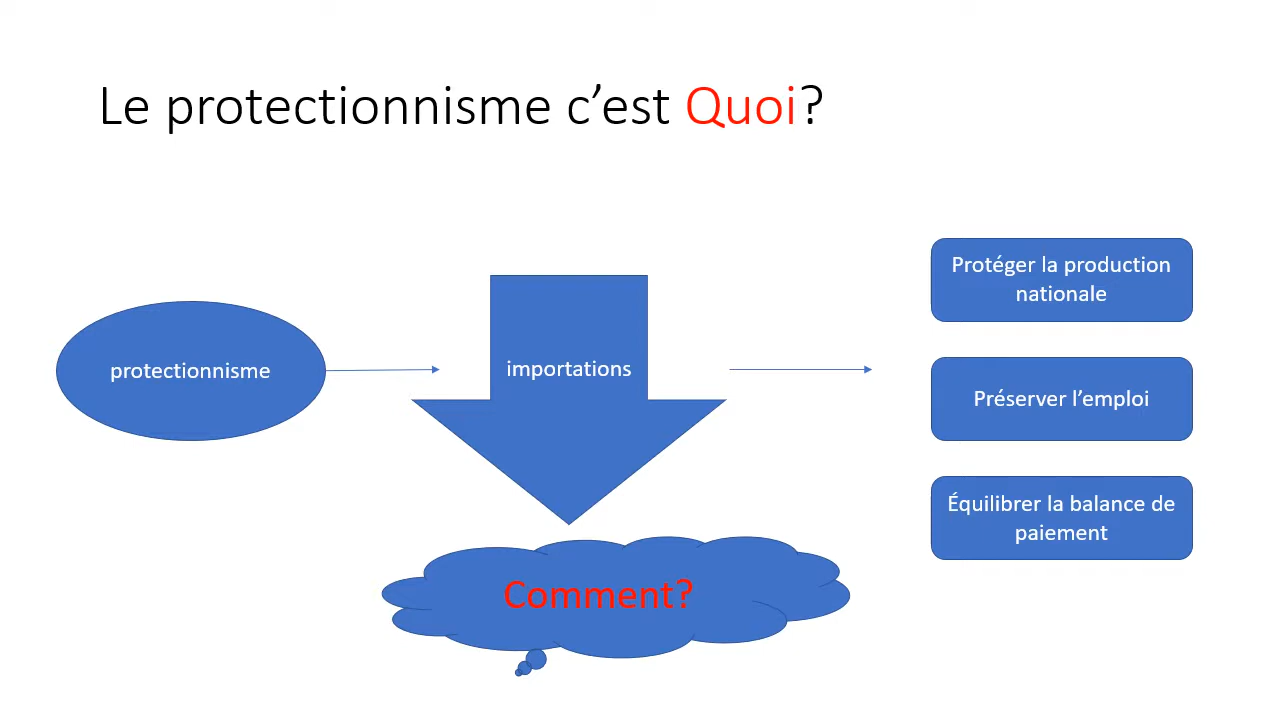 Le protectionnisme c’est Quoi?
protectionnisme
importations
Protéger la production
nationale
Préserver l’emploi
Équilibrer la balance de
paiement
Comment?